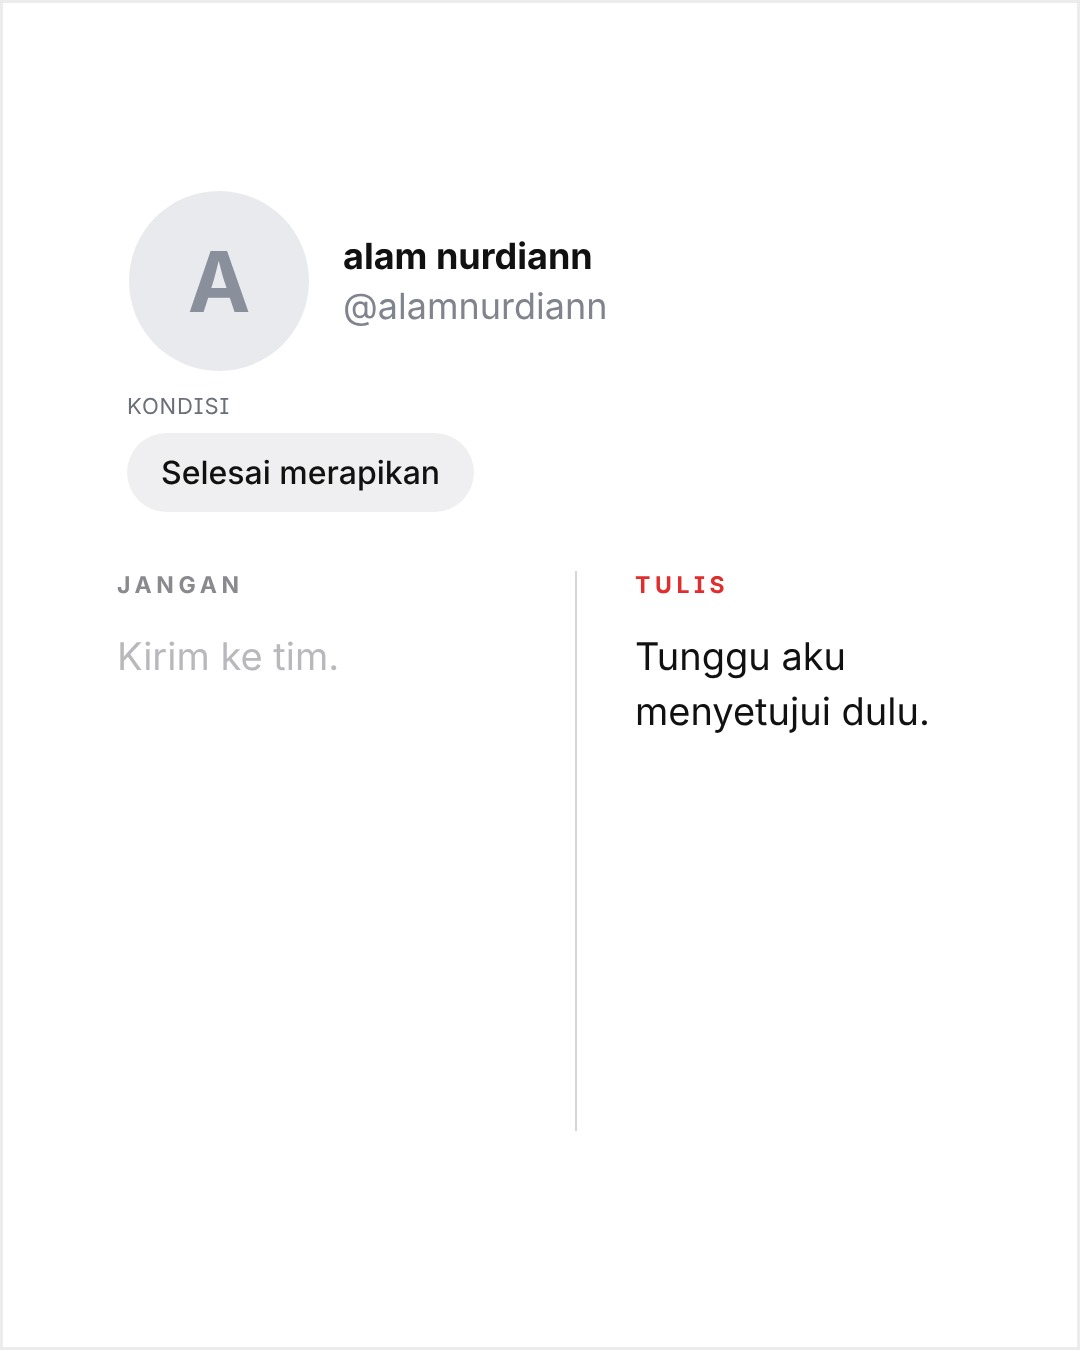 A
alam nurdiann
@alamnurdiann
KONDISI
Selesai merapikan
JANGAN
Kirim ke tim.
TULIS
Tunggu aku
menyetujui dulu.